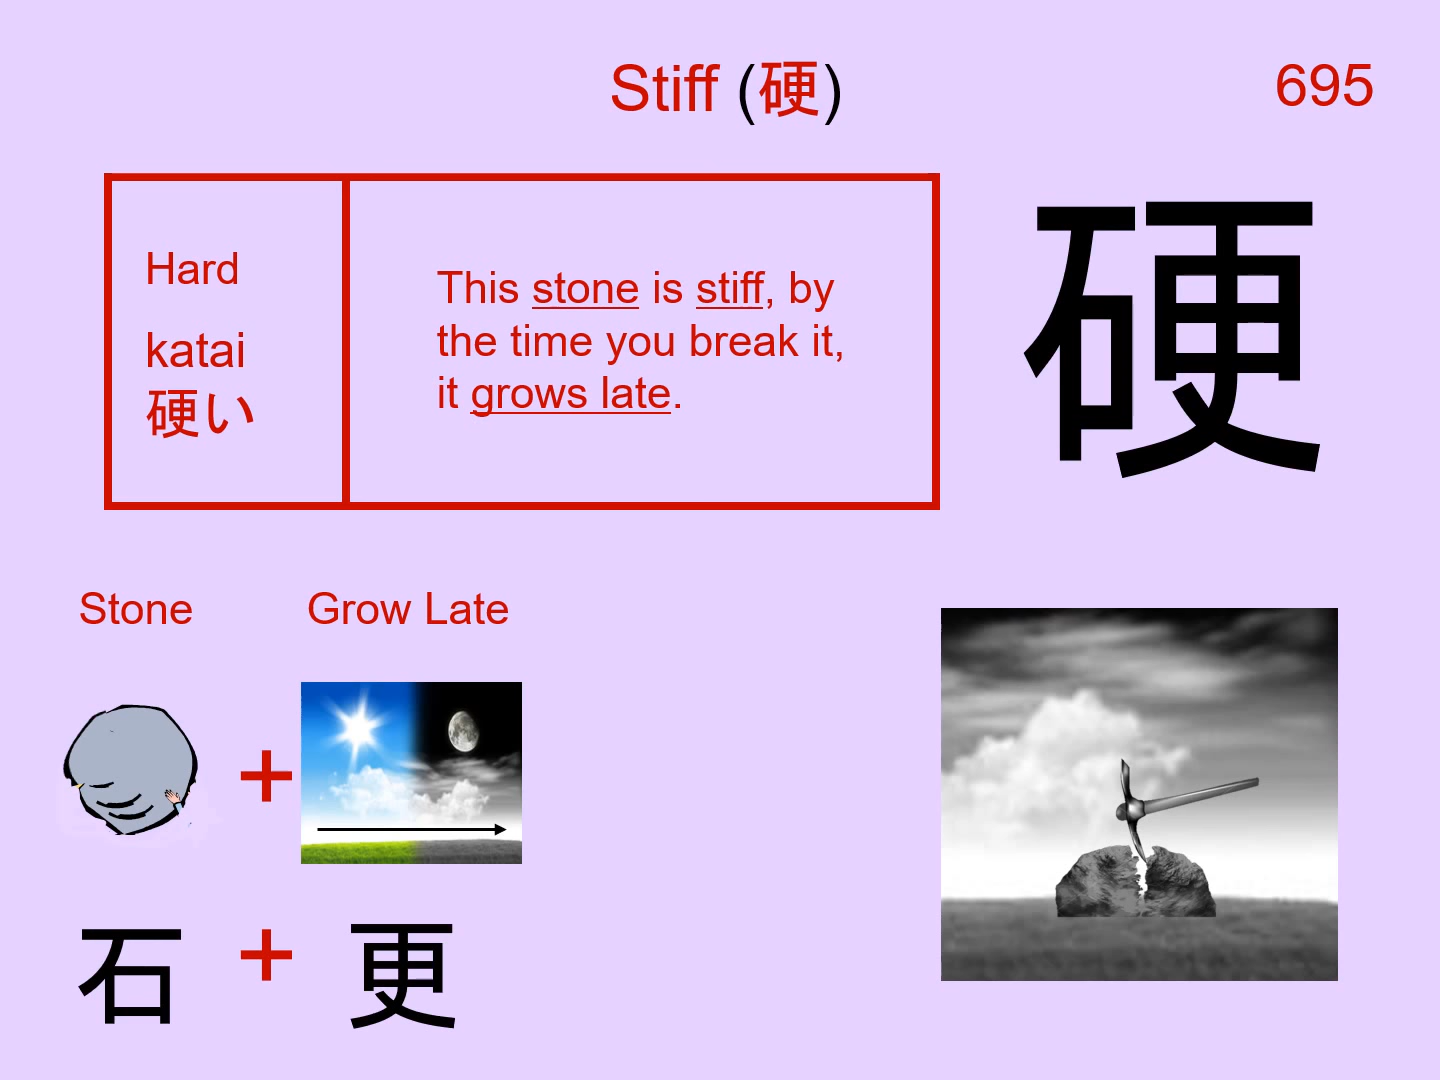 Stiff (硬)
695
Hard
katai
硬い
This stone is stiff, by
the time you break it,
it grows late.
硬
Stone
Grow Late
+
石 + 更